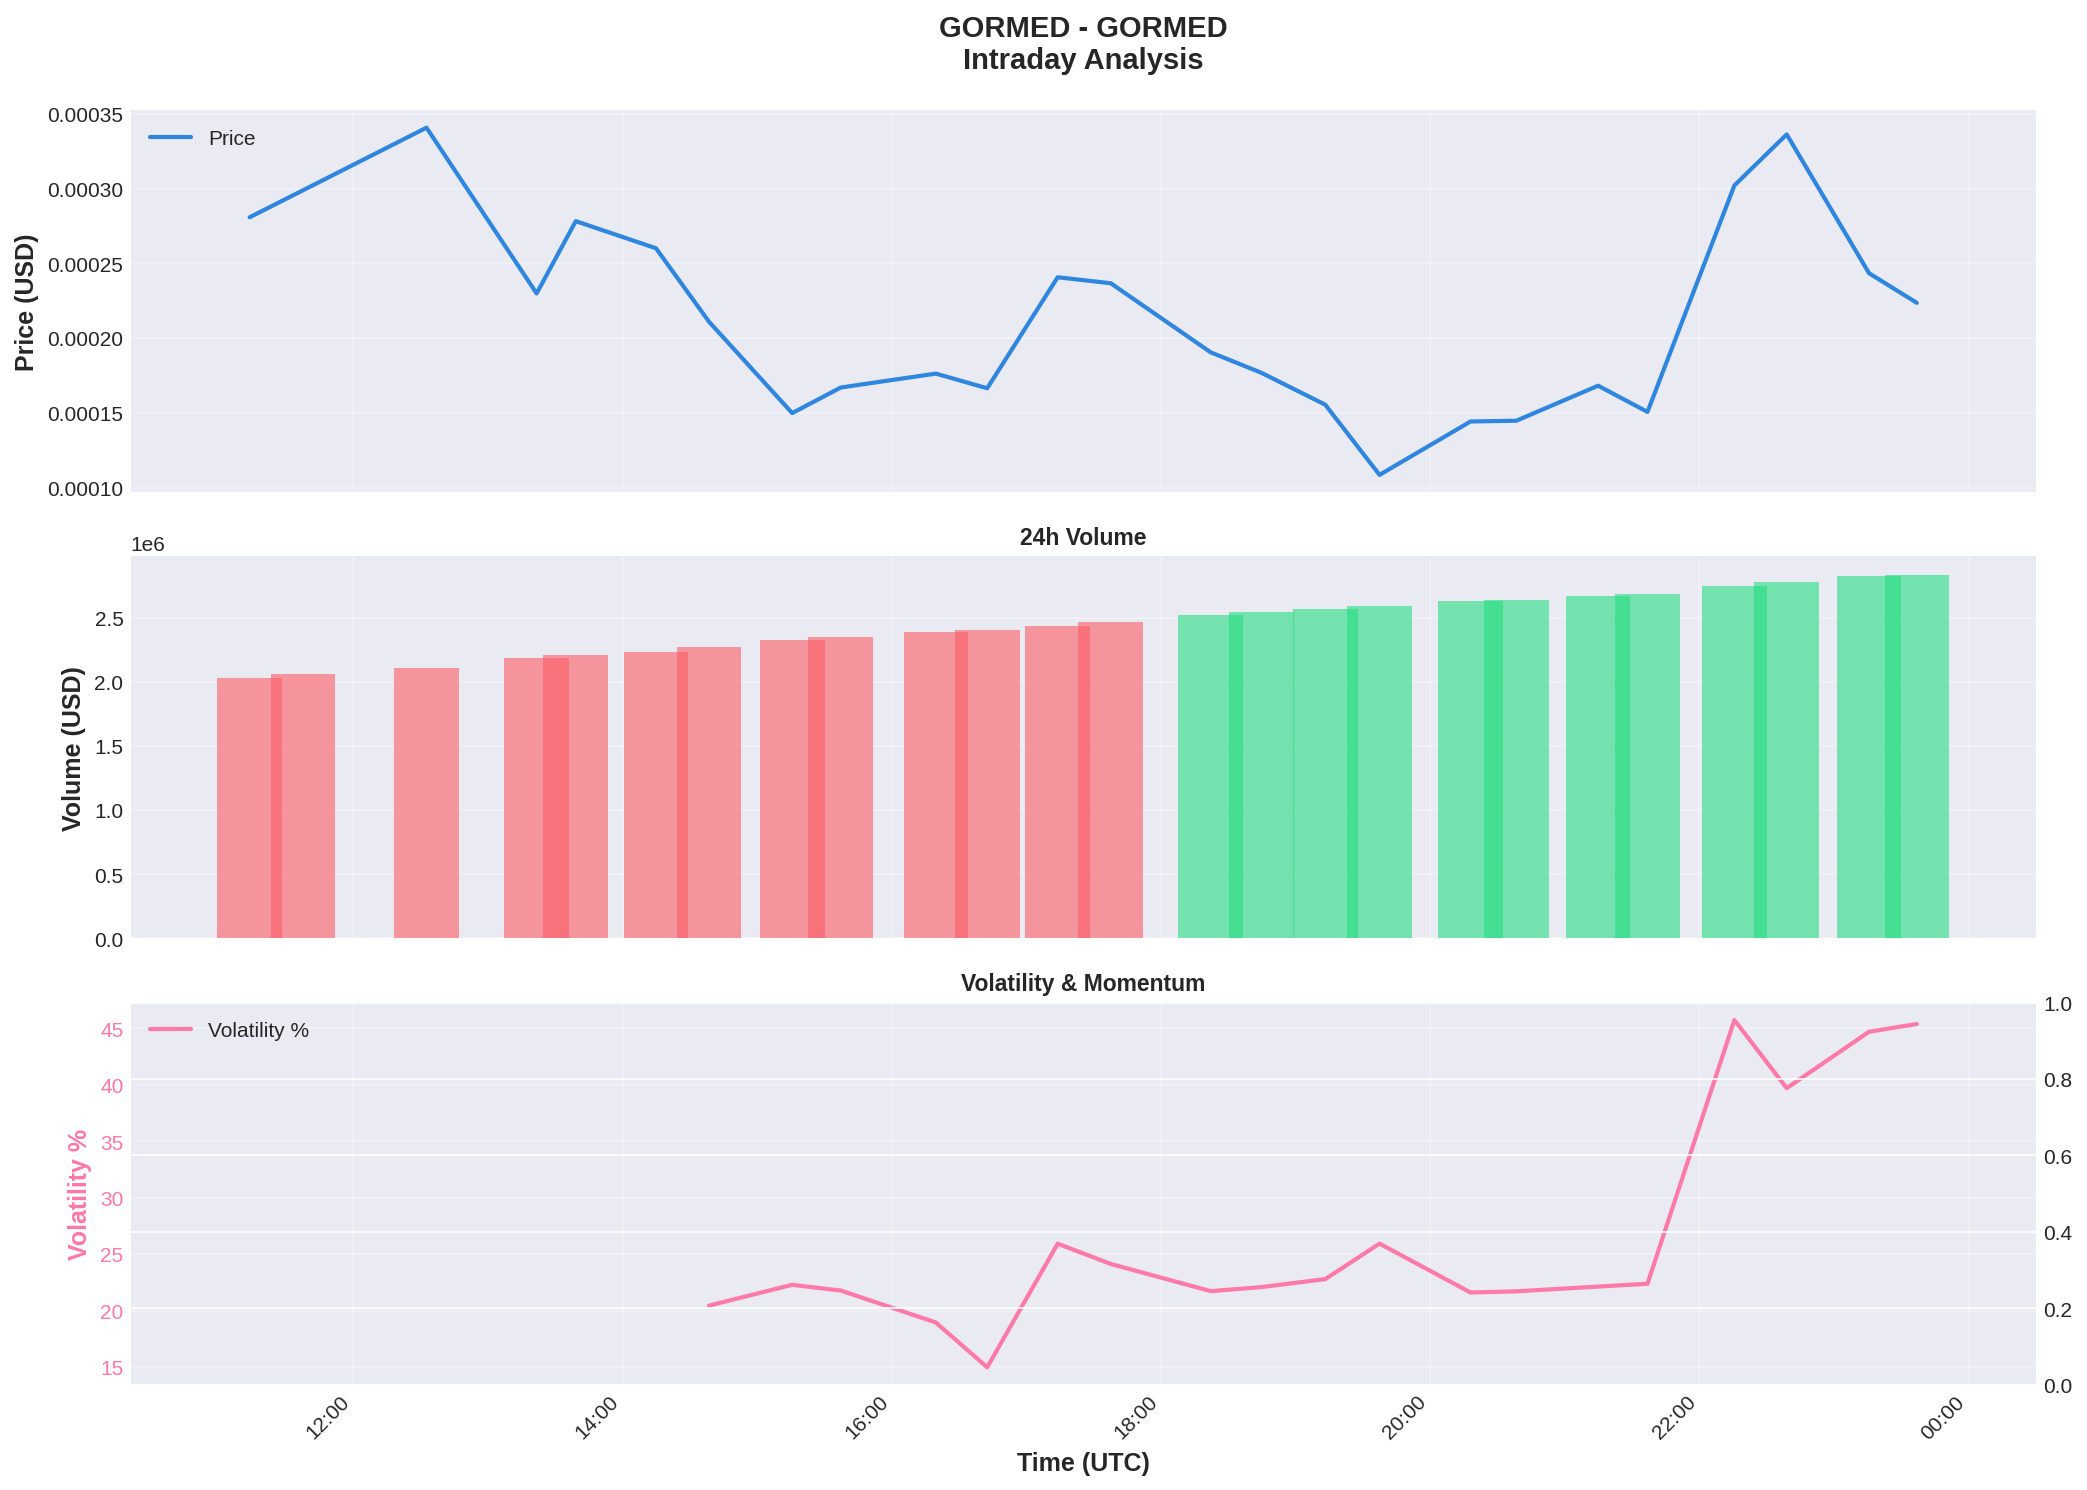 GORMED - GORMED
Intraday Analysis
Price
0.00035
0.00030
0.00025
0.00020
0.00015
0.00010
Price (USD)
24h Volume
1e6
2.5
2.0
1.5
1.0
0.5
0.0
Volume (USD)
Volatility & Momentum
Volatility %
45
40
35
30
25
20
15
Volatility %
1.0
0.8
0.6
0.4
0.2
0.0
12:00
14:00
16:00
18:00
20:00
22:00
00:00
Time (UTC)